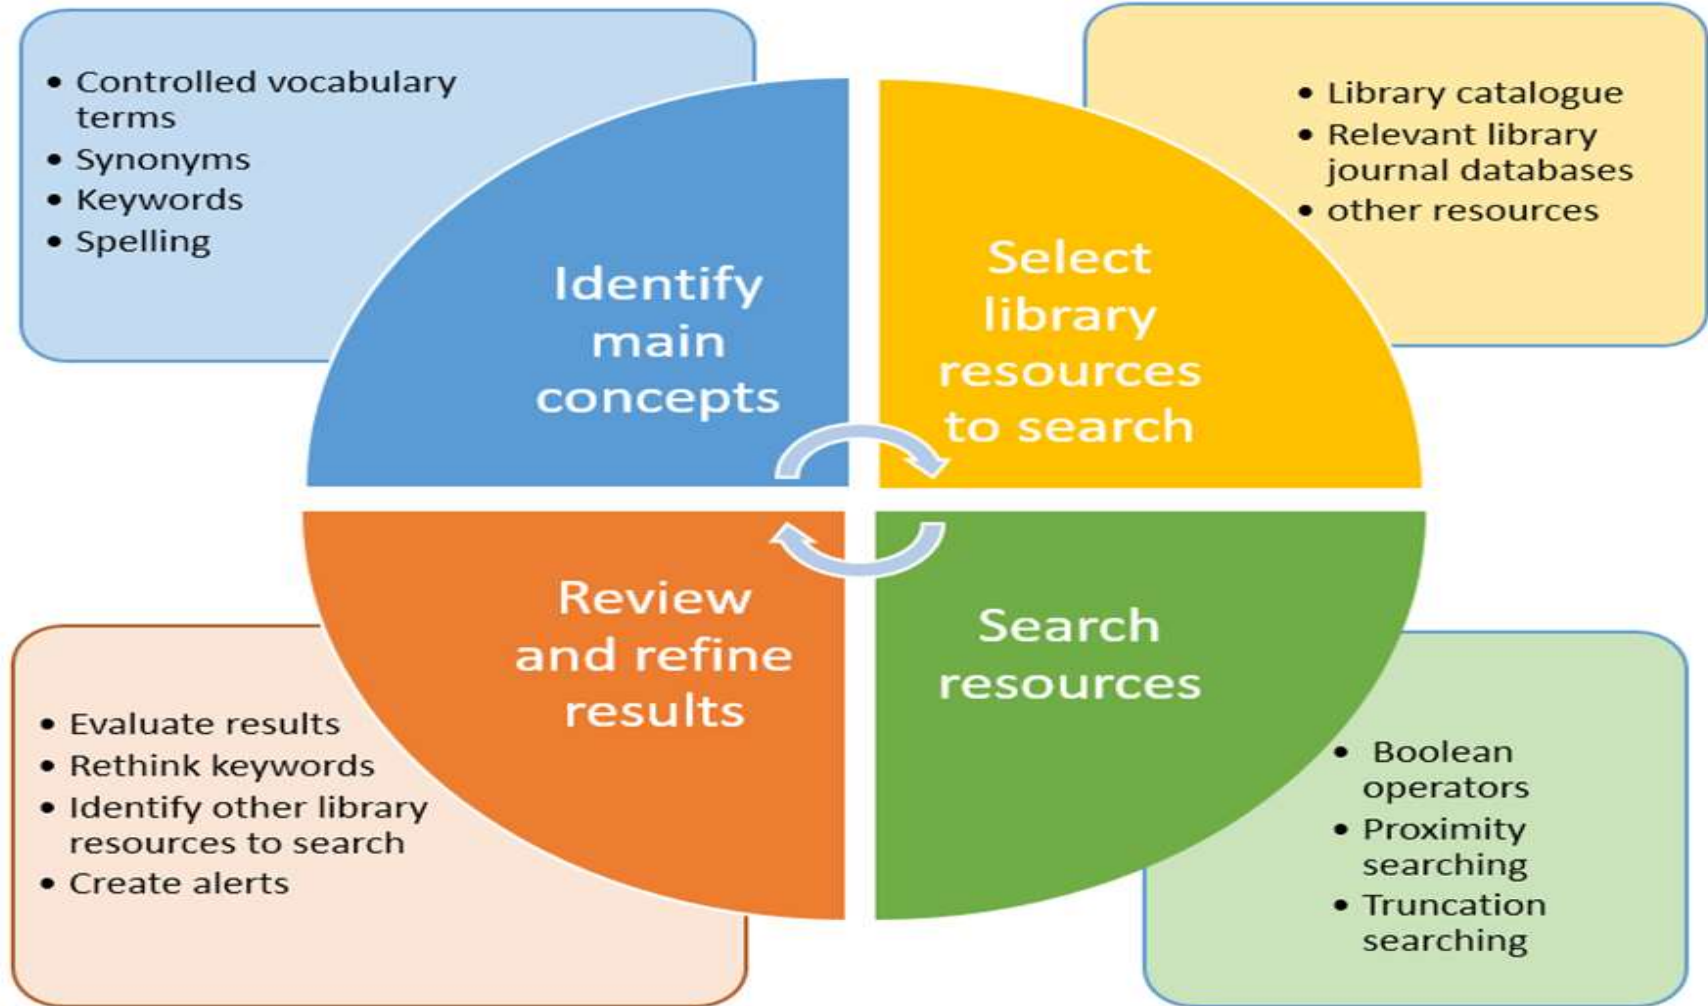 • Controlled vocabulary
terms
• Synonyms
• Keywords
• Spelling
Identify
main
concepts
• Library catalogue
• Relevant library
journal databases
• other resources
Select
library
resources
to search
Search
resources
• Boolean
operators
• Proximity
searching
• Truncation
searching
Review
and refine
results
• Evaluate results
• Rethink keywords
• Identify other library
resources to search
• Create alerts